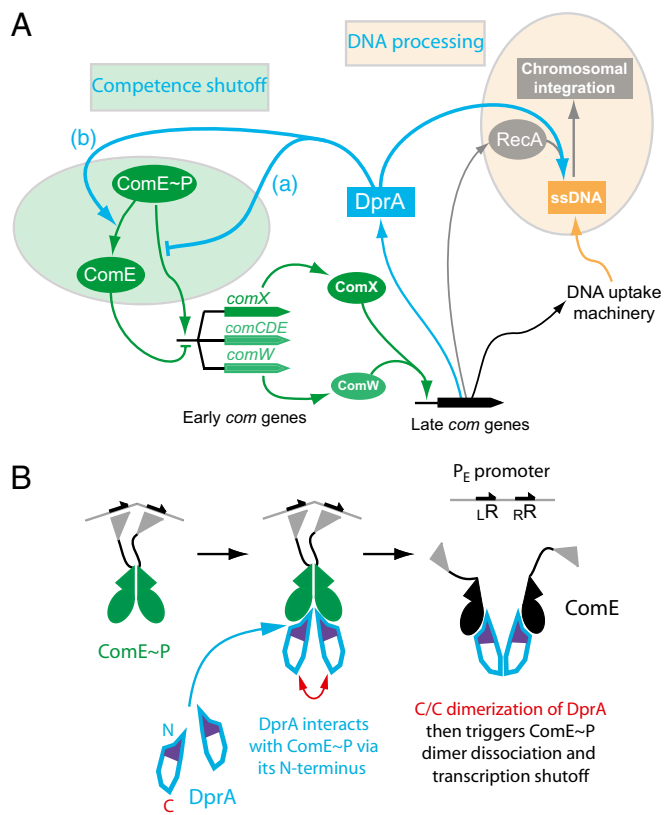 A
DNA processing
Competence shutoff
Chromosomal
integration
(b)
RecA
ComE~P
(a)
DprA
ssDNA
ComE
comX
ComX
DNA uptake
machinery
comCDE
comW
ComW
Early com genes
Late com genes
B
PE promoter
LR
RR
ComE~P
ComE
N
DprA
C
DprA interacts
with ComE~P via
its N-terminus
C/C dimerization of DprA
then triggers ComE~P
dimer dissociation and
transcription shutoff